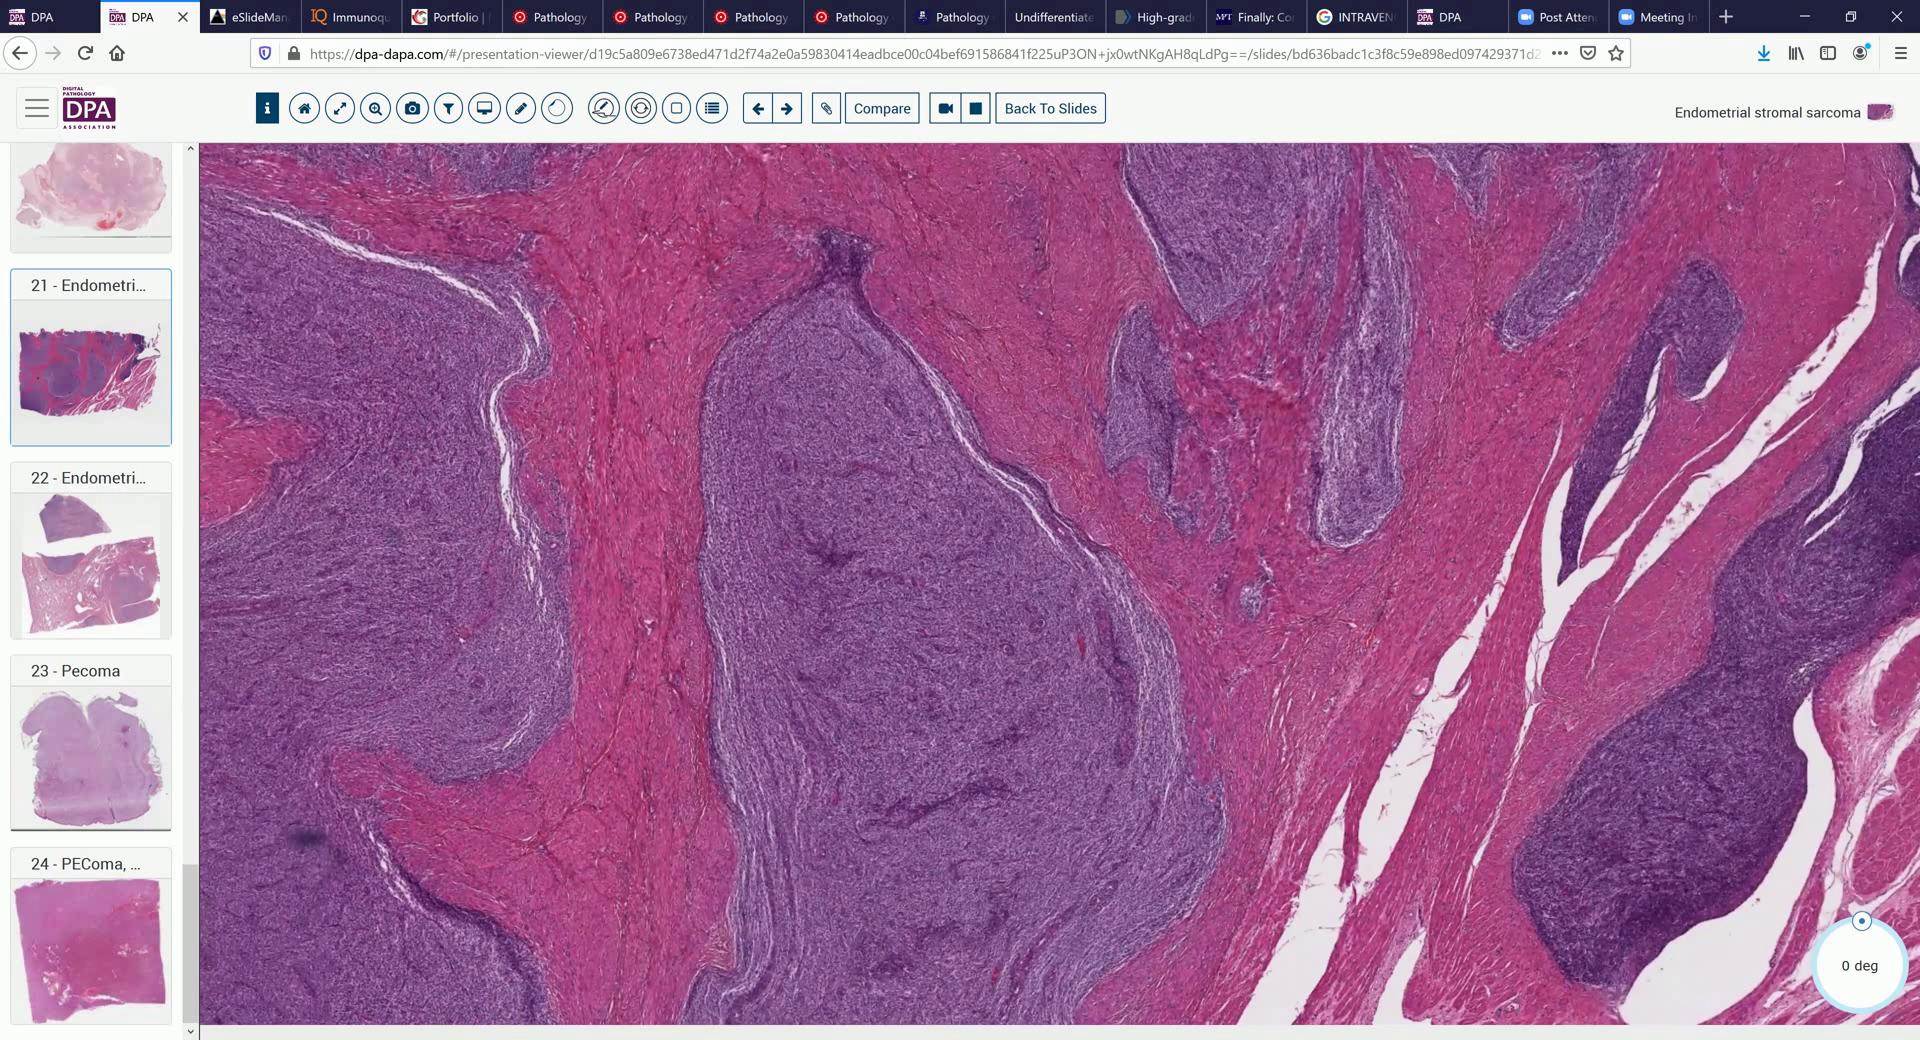 DPA
DPA
eSlideMan
Immunoqu
Portfolio |
Pathology
Pathology
Pathology
Pathology
Pathology
Undifferentiate
High-grad
Finally: Co
INTRAVEN
DPA
Post Atten
Meeting In
https://dpa-dapa.com/#/presentation-viewer/d19c5a809e6738ed471d2f74a2e0a59830414eadbce00c04bef691586841f225uP3ON+jx0wtNKgAH8qLdPg==/slides/bd636badc1c3f8c59e898ed097429371d2
DIGITAL
PATHOLOGY
DPA
ASSOCIATION
Compare
Back To Slides
Endometrial stromal sarcoma
21 - Endometri...
22 - Endometri...
23 - Pecoma
24 - PEComa, ...
0 deg